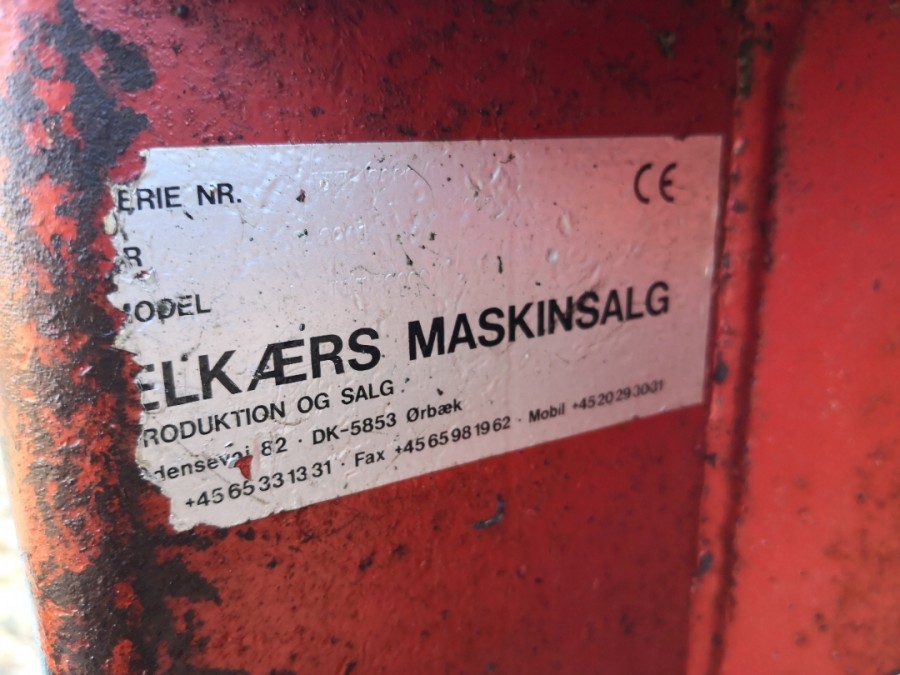 ERIE NR. CE
R
MODEL
ELKÆRS MASKINSALG
RODUKTION OG SALG
densevej 82 · DK-5853 Ørbæk
+45 65 33 13 31 · Fax +45 65 98 19 62 · Mobil +45 20 29 30 31